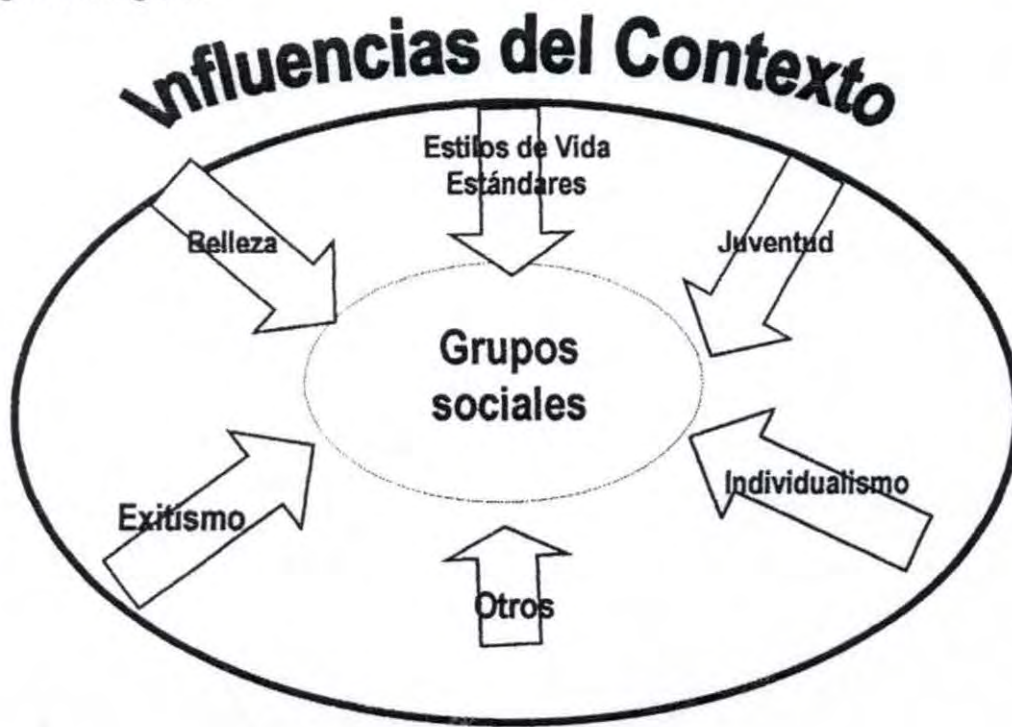 Influencias del Contexto
Estilos de Vida
Estándares
Belleza
Juventud
Grupos
sociales
Exitismo
Individualismo
Otros